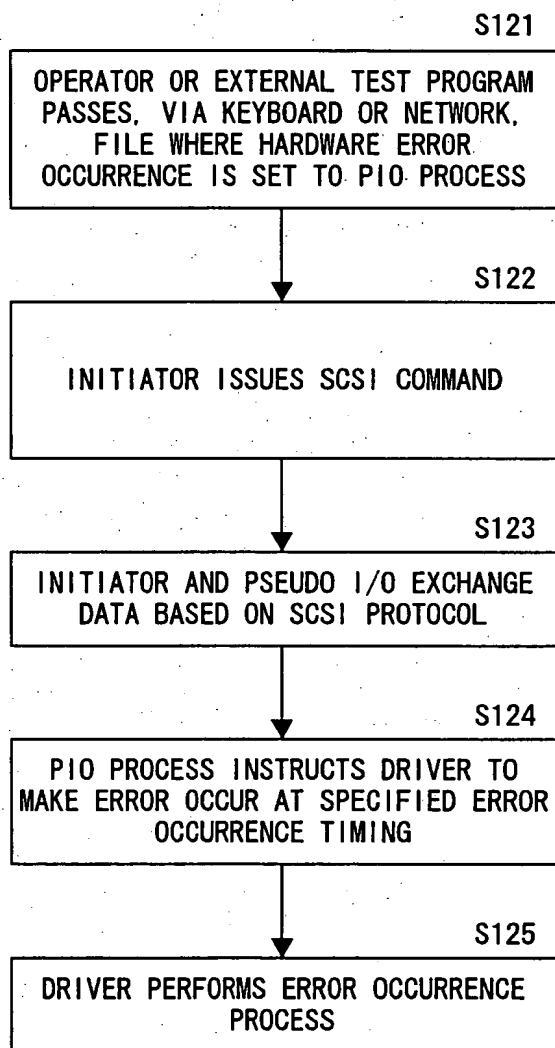 S121
OPERATOR OR EXTERNAL TEST PROGRAM
PASSES, VIA KEYBOARD OR NETWORK,
FILE WHERE HARDWARE ERROR
OCCURRENCE IS SET TO PIO PROCESS
S122
INITIATOR ISSUES SCSI COMMAND
S123
INITIATOR AND PSEUDO I/O EXCHANGE
DATA BASED ON SCSI PROTOCOL
S124
PIO PROCESS INSTRUCTS DRIVER TO
MAKE ERROR OCCUR AT SPECIFIED ERROR
OCCURRENCE TIMING
S125
DRIVER PERFORMS ERROR OCCURRENCE
PROCESS